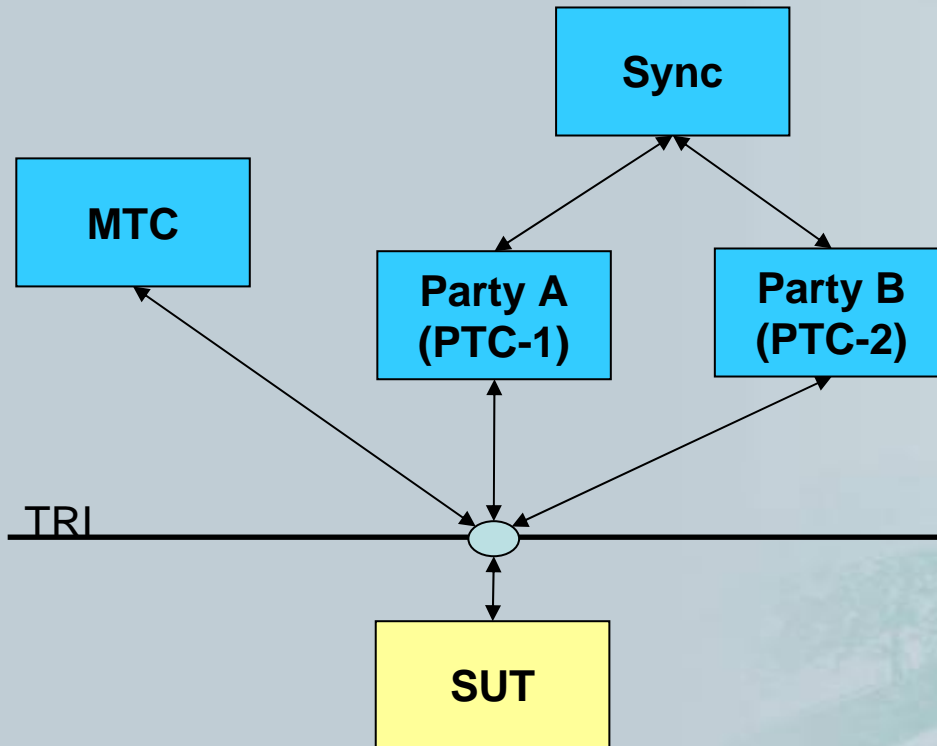 Sync
MTC
Party A
(PTC-1)
Party B
(PTC-2)
TRI
SUT